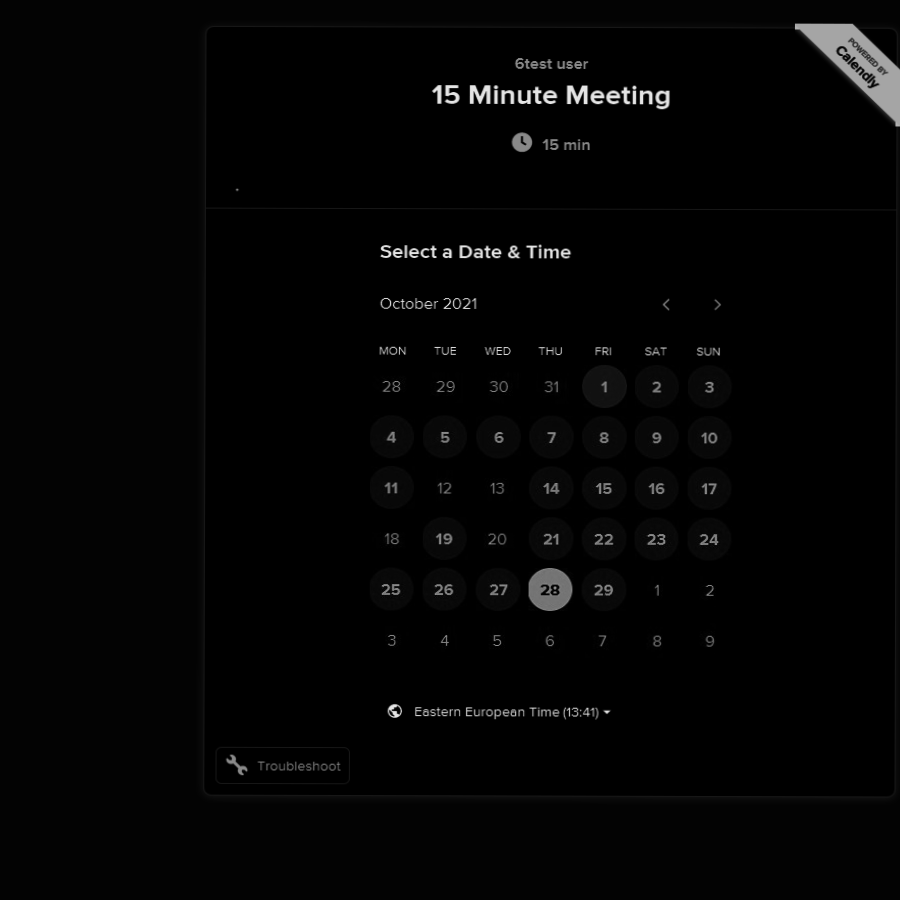 POWERED BY
Calendly
6test user
15 Minute Meeting
15 min
.
Select a Date & Time
October 2021
MON TUE WED THU FRI SAT SUN
28 29 30 31 1 2 3
4 5 6 7 8 9 10
11 12 13 14 15 16 17
18 19 20 21 22 23 24
25 26 27 28 29 1 2
3 4 5 6 7 8 9
Eastern European Time (13:41)
Troubleshoot